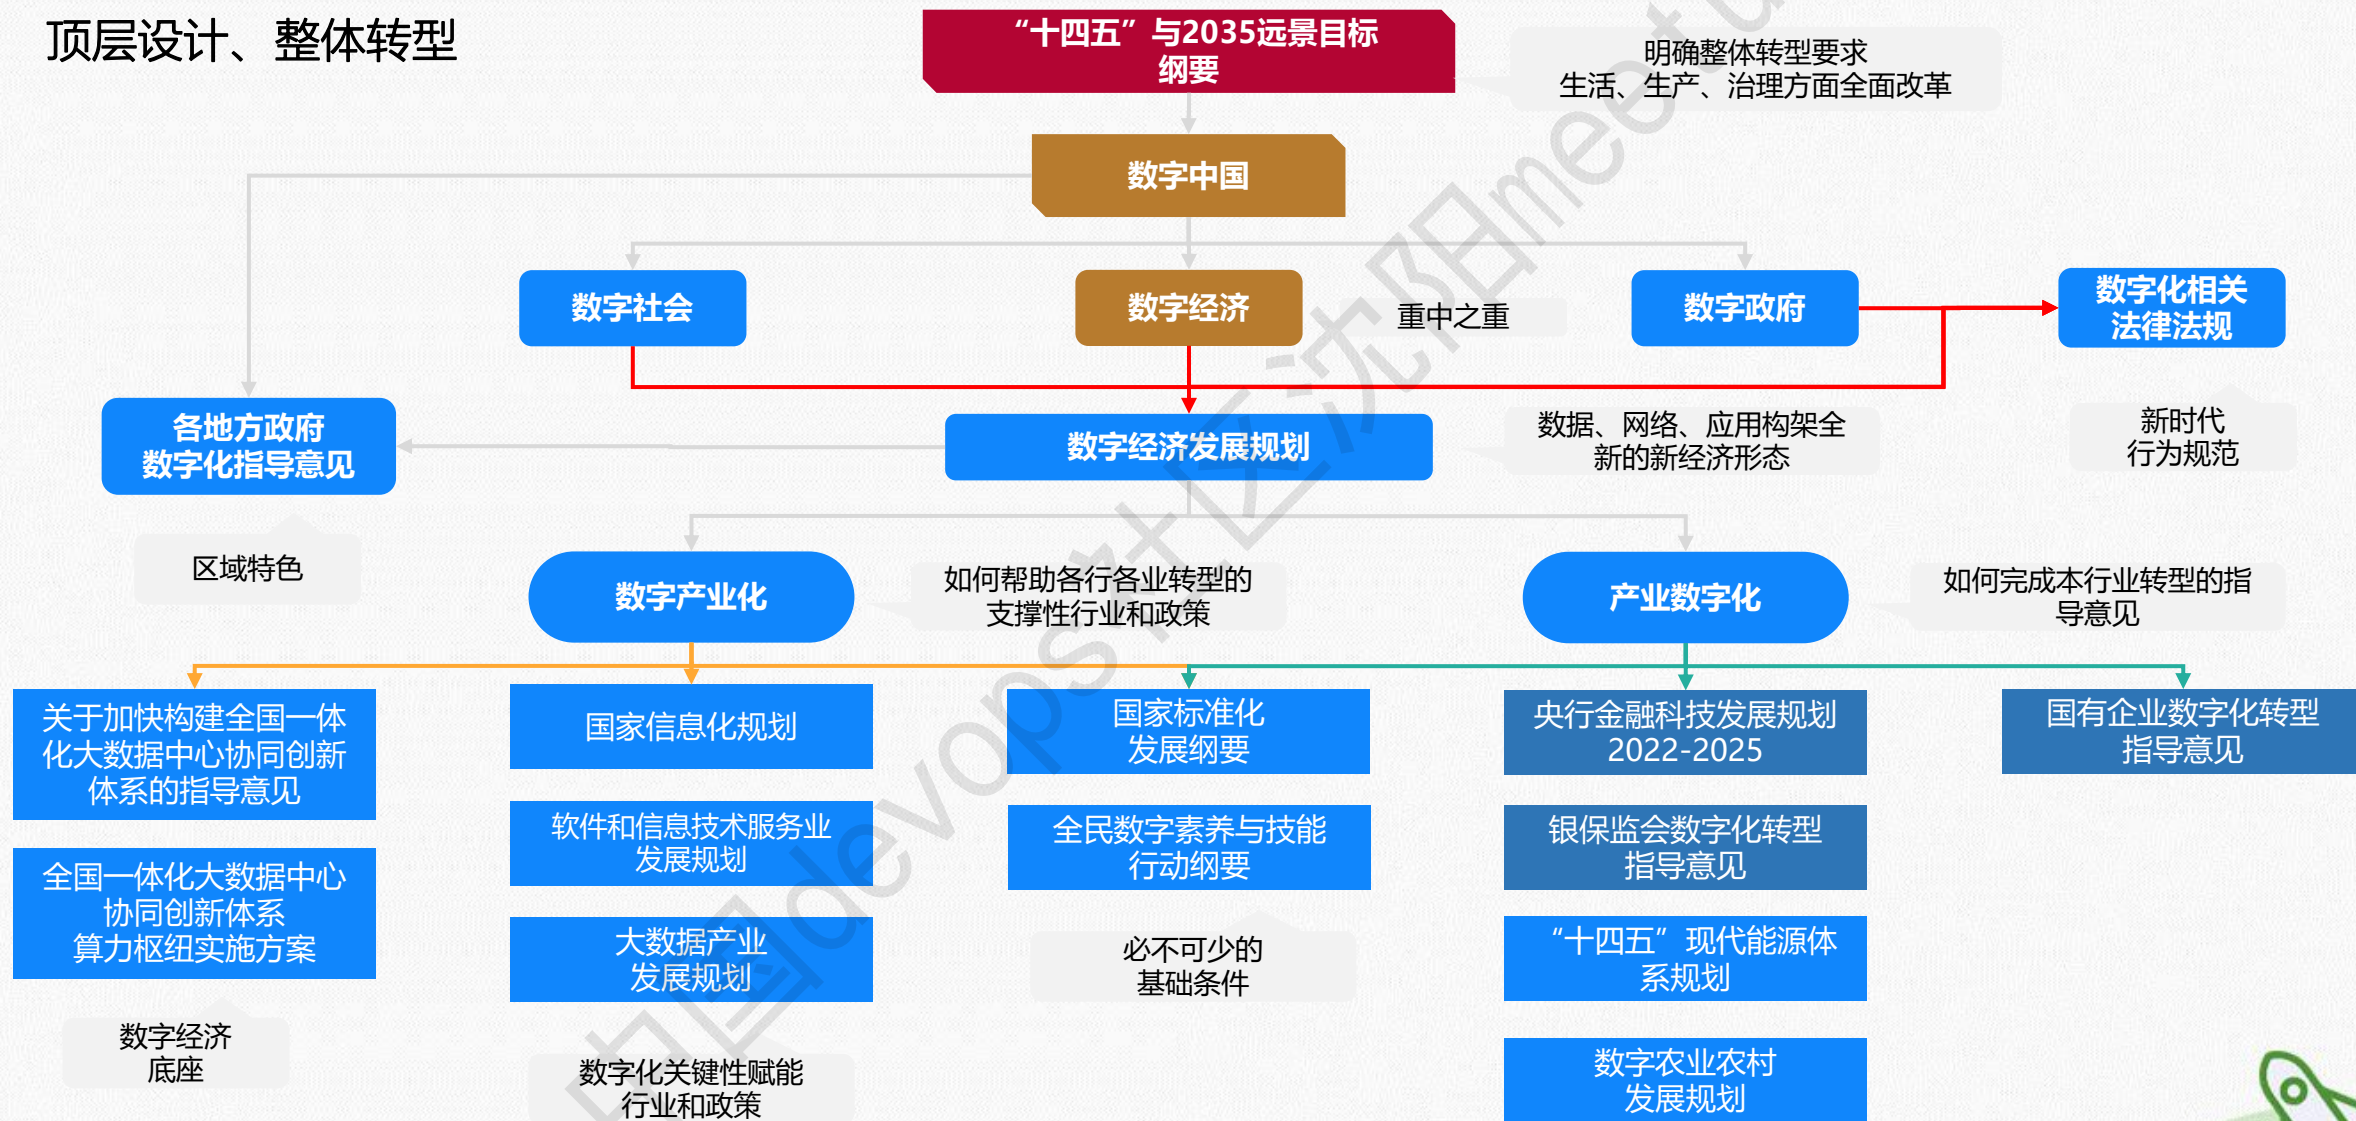 顶层设计、整体转型
“十四五”与2035远景目标
纲要
明确整体转型要求
生活、生产、治理方面全面改革
数字中国
数字社会
数字经济
重中之重
数字政府
数字化相关
法律法规
各地方政府
数字化指导意见
数字经济发展规划
数据、网络、应用构架全
新的新经济形态
新时代
行为规范
区域特色
数字产业化
如何帮助各行各业转型的
支撑性行业和政策
产业数字化
如何完成本行业转型的指
导意见
关于加快构建全国一体
化大数据中心协同创新
体系的指导意见
国家信息化规划
国家标准化
发展纲要
央行金融科技发展规划
2022-2025
国有企业数字化转型
指导意见
软件和信息技术服务业
发展规划
全民数字素养与技能
行动纲要
银保监会数字化转型
指导意见
全国一体化大数据中心
协同创新体系
算力枢纽实施方案
大数据产业
发展规划
必不可少的
基础条件
“十四五”现代能源体
系规划
数字经济
底座
数字化关键性赋能
行业和政策
数字农业农村
发展规划
中国devops社区沈阳meetu